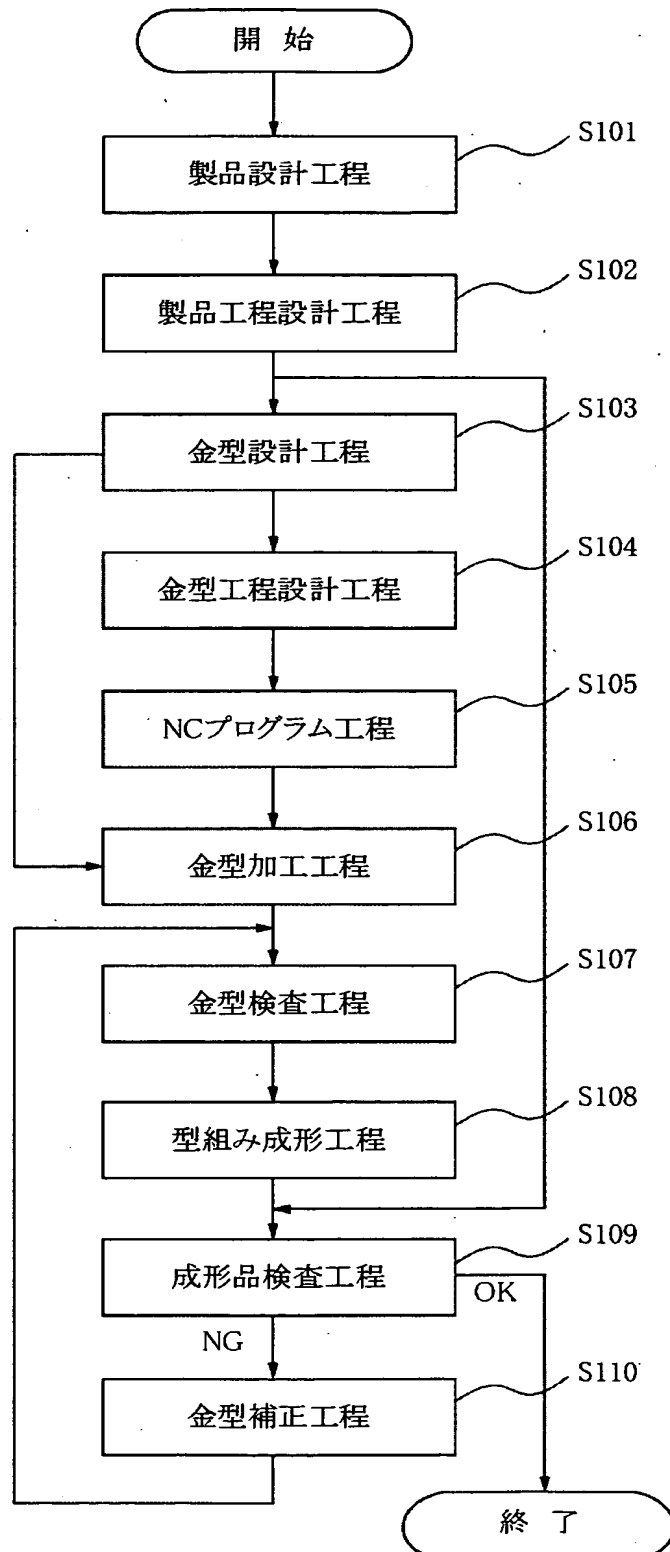 開 始
S101
製品設計工程
S102
製品工程設計工程
S103
金型設計工程
S104
金型工程設計工程
S105
NCプログラム工程
S106
金型加工工程
S107
金型検査工程
S108
型組み成形工程
S109
成形品検査工程
OK
NG
S110
金型補正工程
終 了